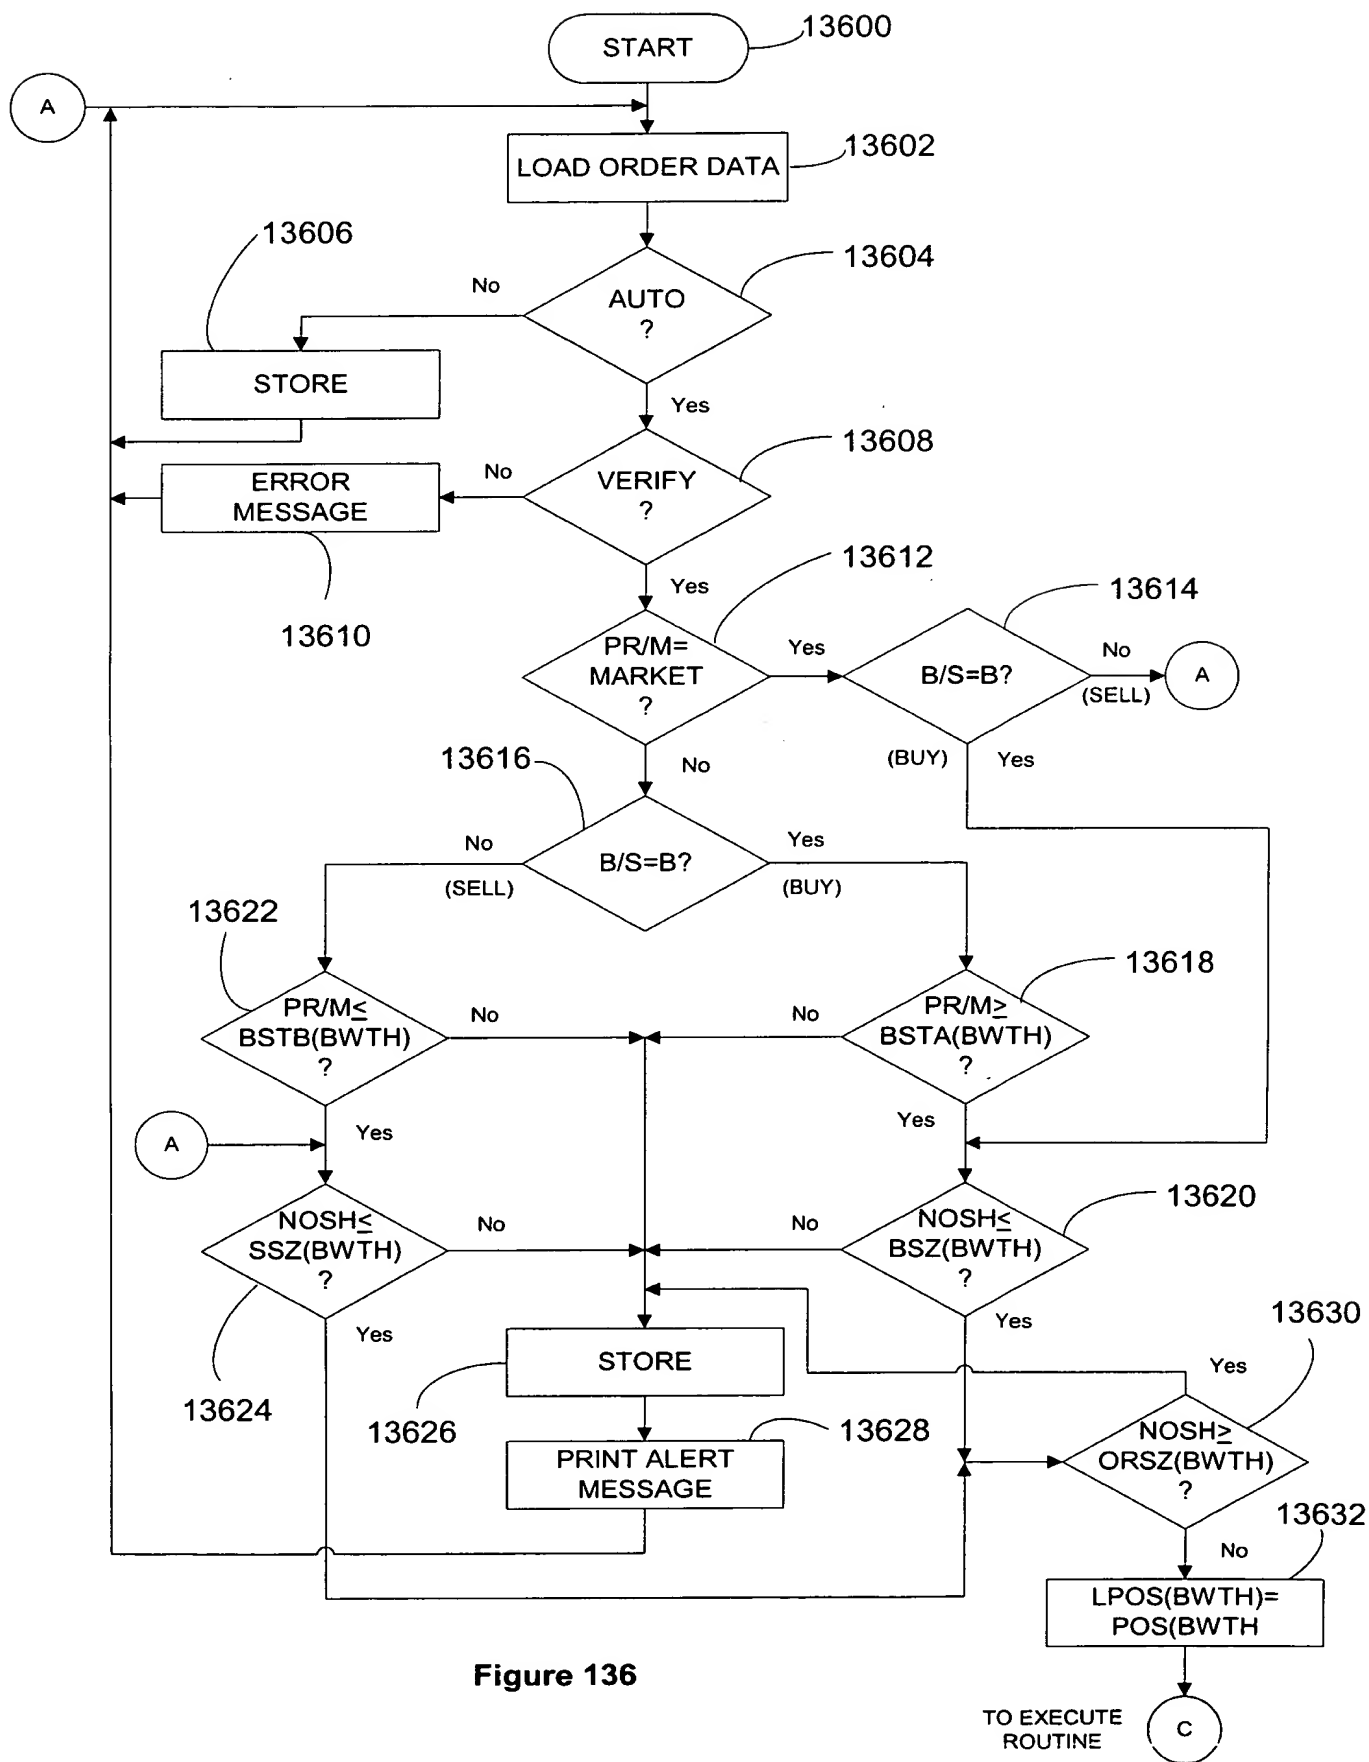 START
13600
A
LOAD ORDER DATA
13602
13606
No
AUTO
?
13604
STORE
Yes
ERROR
MESSAGE
No
VERIFY
?
13608
13610
Yes
13612
PR/M=
MARKET
?
Yes
13614
B/S=B?
No
(SELL)
A
13616
No
(BUY)
Yes
No
(SELL)
B/S=B?
Yes
(BUY)
13622
13618
PR/M≤
BSTB(BWTH)
?
No
No
PR/M≥
BSTA(BWTH)
?
A
Yes
Yes
NOSH≤
SSZ(BWTH)
?
No
No
NOSH≤
BSZ(BWTH)
?
13620
Yes
Yes
13624
STORE
13626
13630
Yes
PRINT ALERT
MESSAGE
13628
NOSH≥
ORSZ(BWTH)
?
13632
No
LPOS(BWTH)=
POS(BWTH
Figure 136
TO EXECUTE
ROUTINE
C